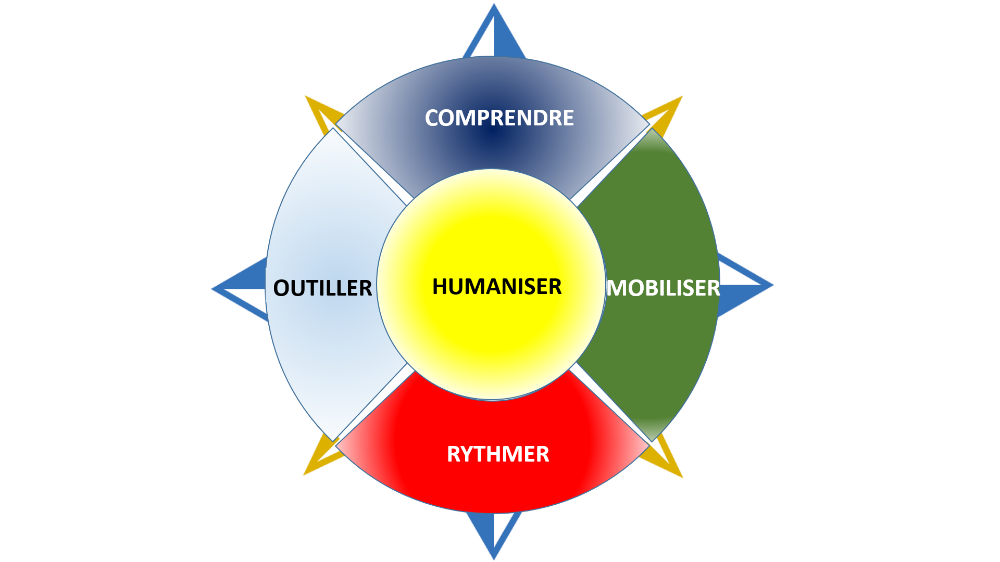 COMPRENDRE
OUTILLER
HUMANISER
MOBILISER
RYTHMER